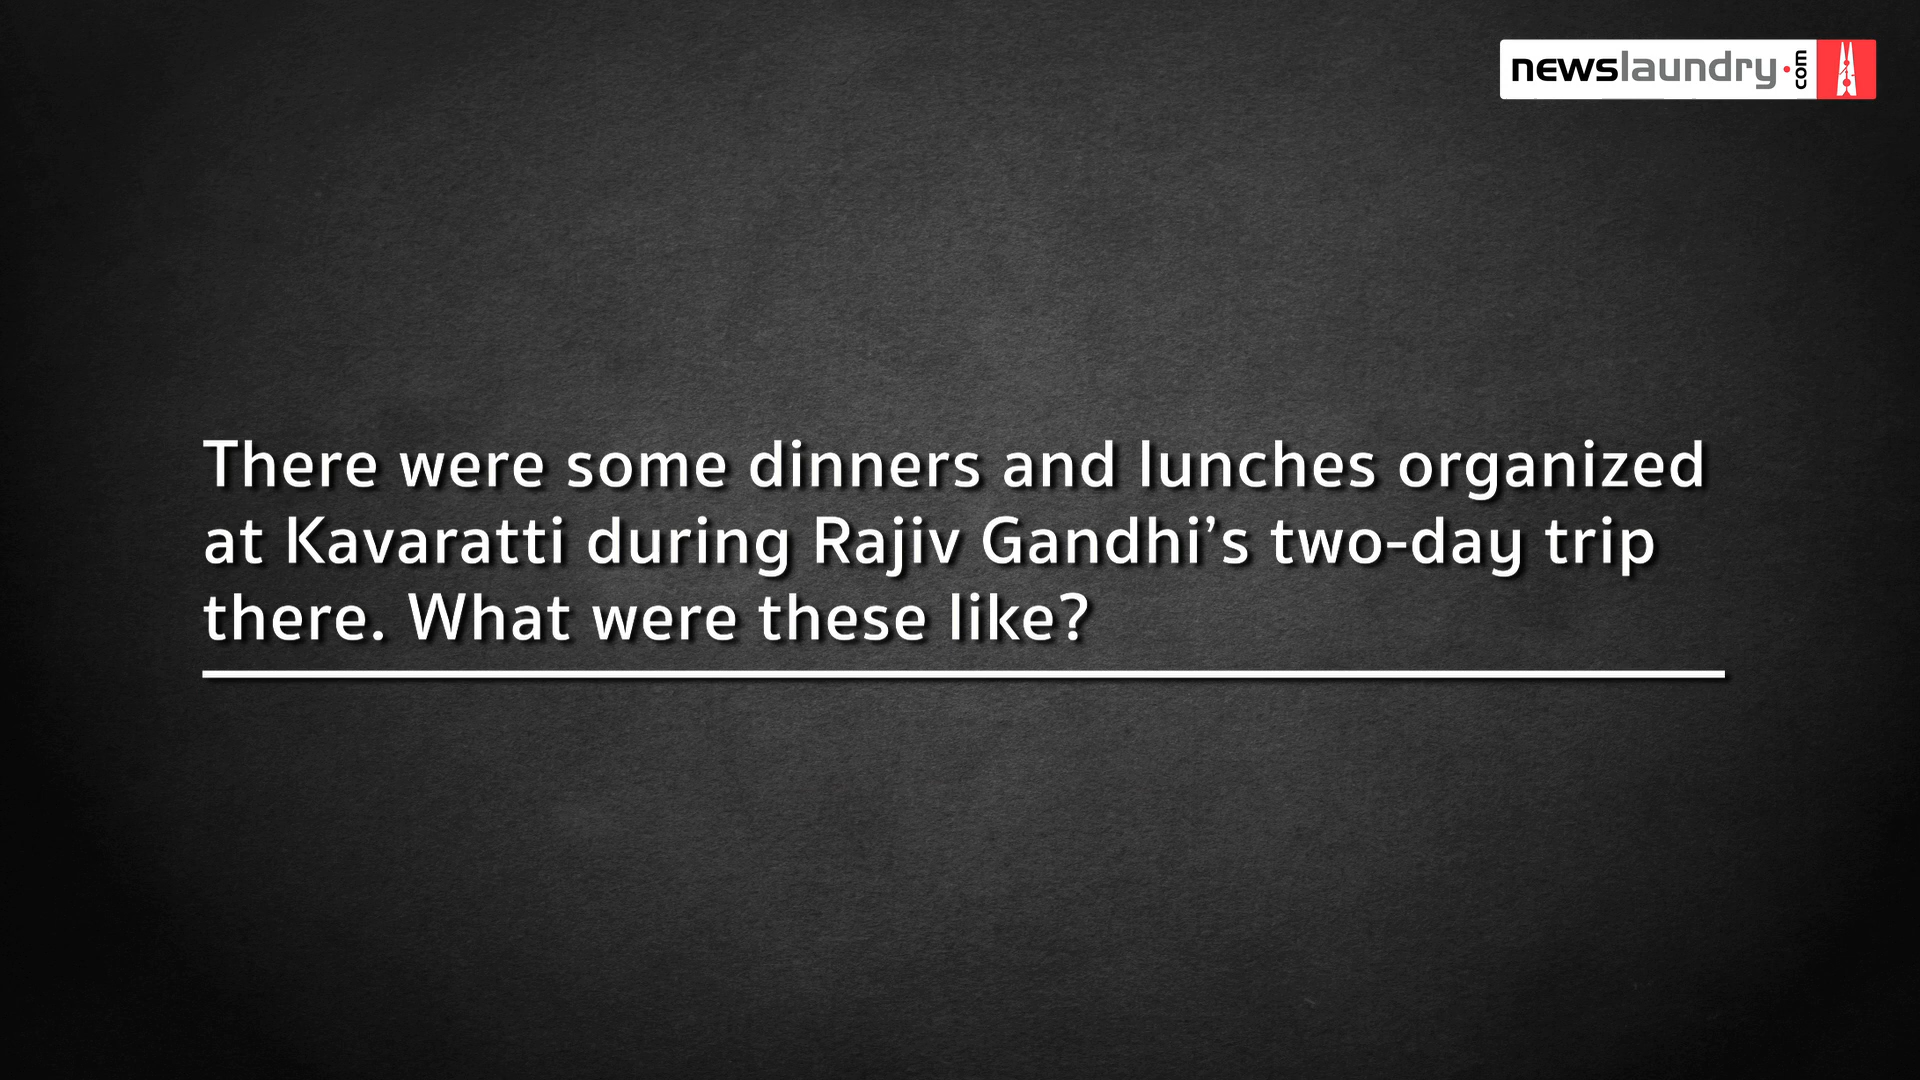 newslaundry.com
There were some dinners and lunches organized
at Kavaratti during Rajiv Gandhi’s two-day trip
there. What were these like?